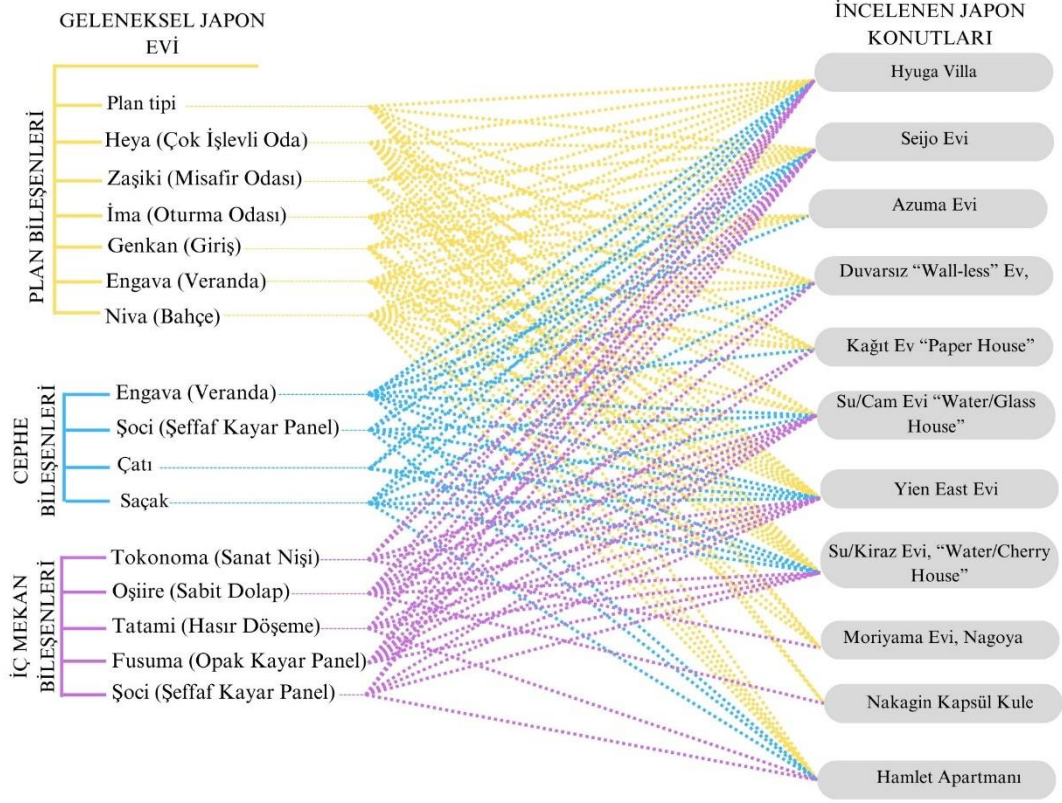 GELENEKSEL JAPON
EVİ
PLAN BİLEŞENLERİ
Plan tipi
Heya (Çok İşlevli Oda)
Zaşiki (Misafir Odası)
İma (Oturma Odası)
Genkan (Giriş)
Engava (Veranda)
Niva (Bahçe)
CEPHE
BİLEŞENLERİ
Engava (Veranda)
Şoci (Şeffaf Kayar Panel)
Çatı
Saçak
İÇ MEKAN
BİLEŞENLERİ
Tokonoma (Sanat Nişi)
Oşiire (Sabit Dolap)
Tatami (Hasır Döşeme)
Fusuma (Opak Kayar Panel)
Şoci (Şeffaf Kayar Panel)
İNCELENEN JAPON
KONUTLARI
Hyuga Villa
Seijo Evi
Azuma Evi
Duvarsız “Wall-less” Ev,
Kağıt Ev “Paper House”
Su/Cam Evi “Water/Glass
House”
Yien East Evi
Su/Kiraz Evi, “Water/Cherry
House”
Moriyama Evi, Nagoya
Nakagin Kapsül Kule
Hamlet Apartmanı